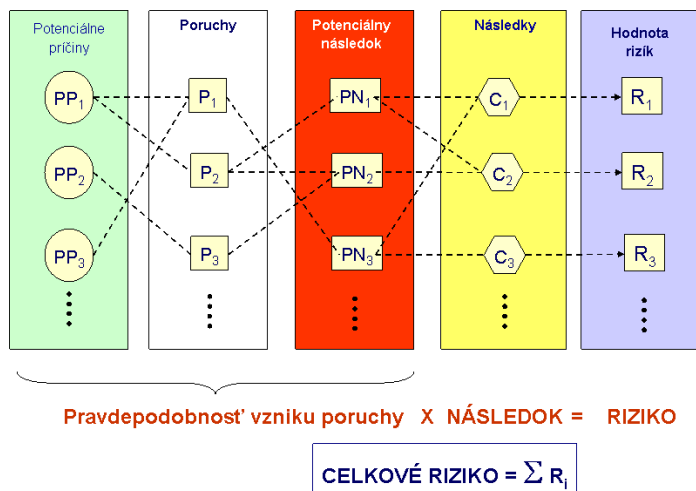 Potenciálne
príčiny
Poruchy
Potenciálny
následok
Následky
Hodnota
rizík
PP1
P1
PN1
C1
R1
PP2
P2
PN2
C2
R2
PP3
P3
PN3
C3
R3
Pravdepodobnosť vzniku poruchy X NÁSLEDOK = RIZIKO
CELKOVÉ RIZIKO = Σ Ri